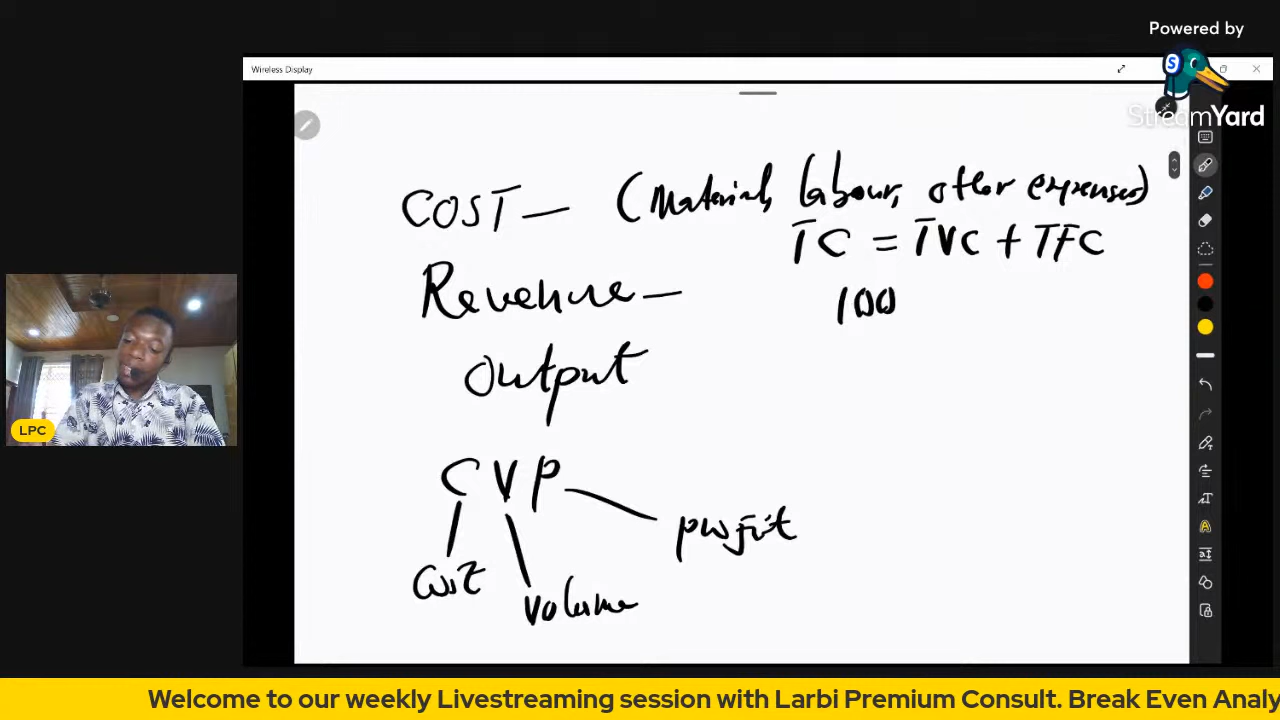 Powered by
StreamYard
Wireless Display
COST — (Material, labour, other expenses)
TC = TVC + TFC
Revenue —
100
Output
CVP
profit
Cost
Volume
LPC
Welcome to our weekly Livestreaming session with Larbi Premium Consult. Break Even Analy